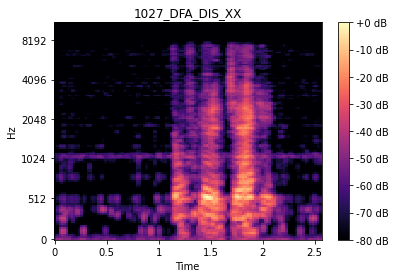 1027_DFA_DIS_XX
+0 dB
8192
-10 dB
4096
-20 dB
-30 dB
2048
-40 dB
Hz
1024
-50 dB
-60 dB
512
-70 dB
0
-80 dB
0
0.5
1
1.5
2
2.5
Time